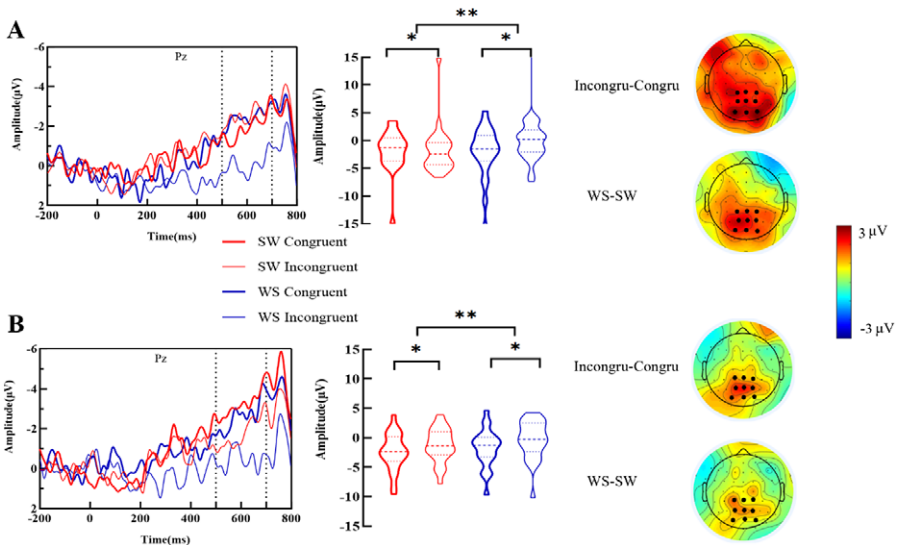 A
-6
-4
-2
0
2
Amplitude(μV)
Pz
-200 0 200 400 600 800
Time(ms)
15
10
5
0
-5
-10
-15
Amplitude(μV)
*
**
*
Incongru-Congru
WS-SW
3 μV
-3 μV
SW Congruent
SW Incongruent
WS Congruent
WS Incongruent
B
-6
-4
-2
0
2
Amplitude(μV)
Pz
-200 0 200 400 600 800
Time(ms)
15
10
5
0
-5
-10
-15
Amplitude(μV)
*
**
*
Incongru-Congru
WS-SW